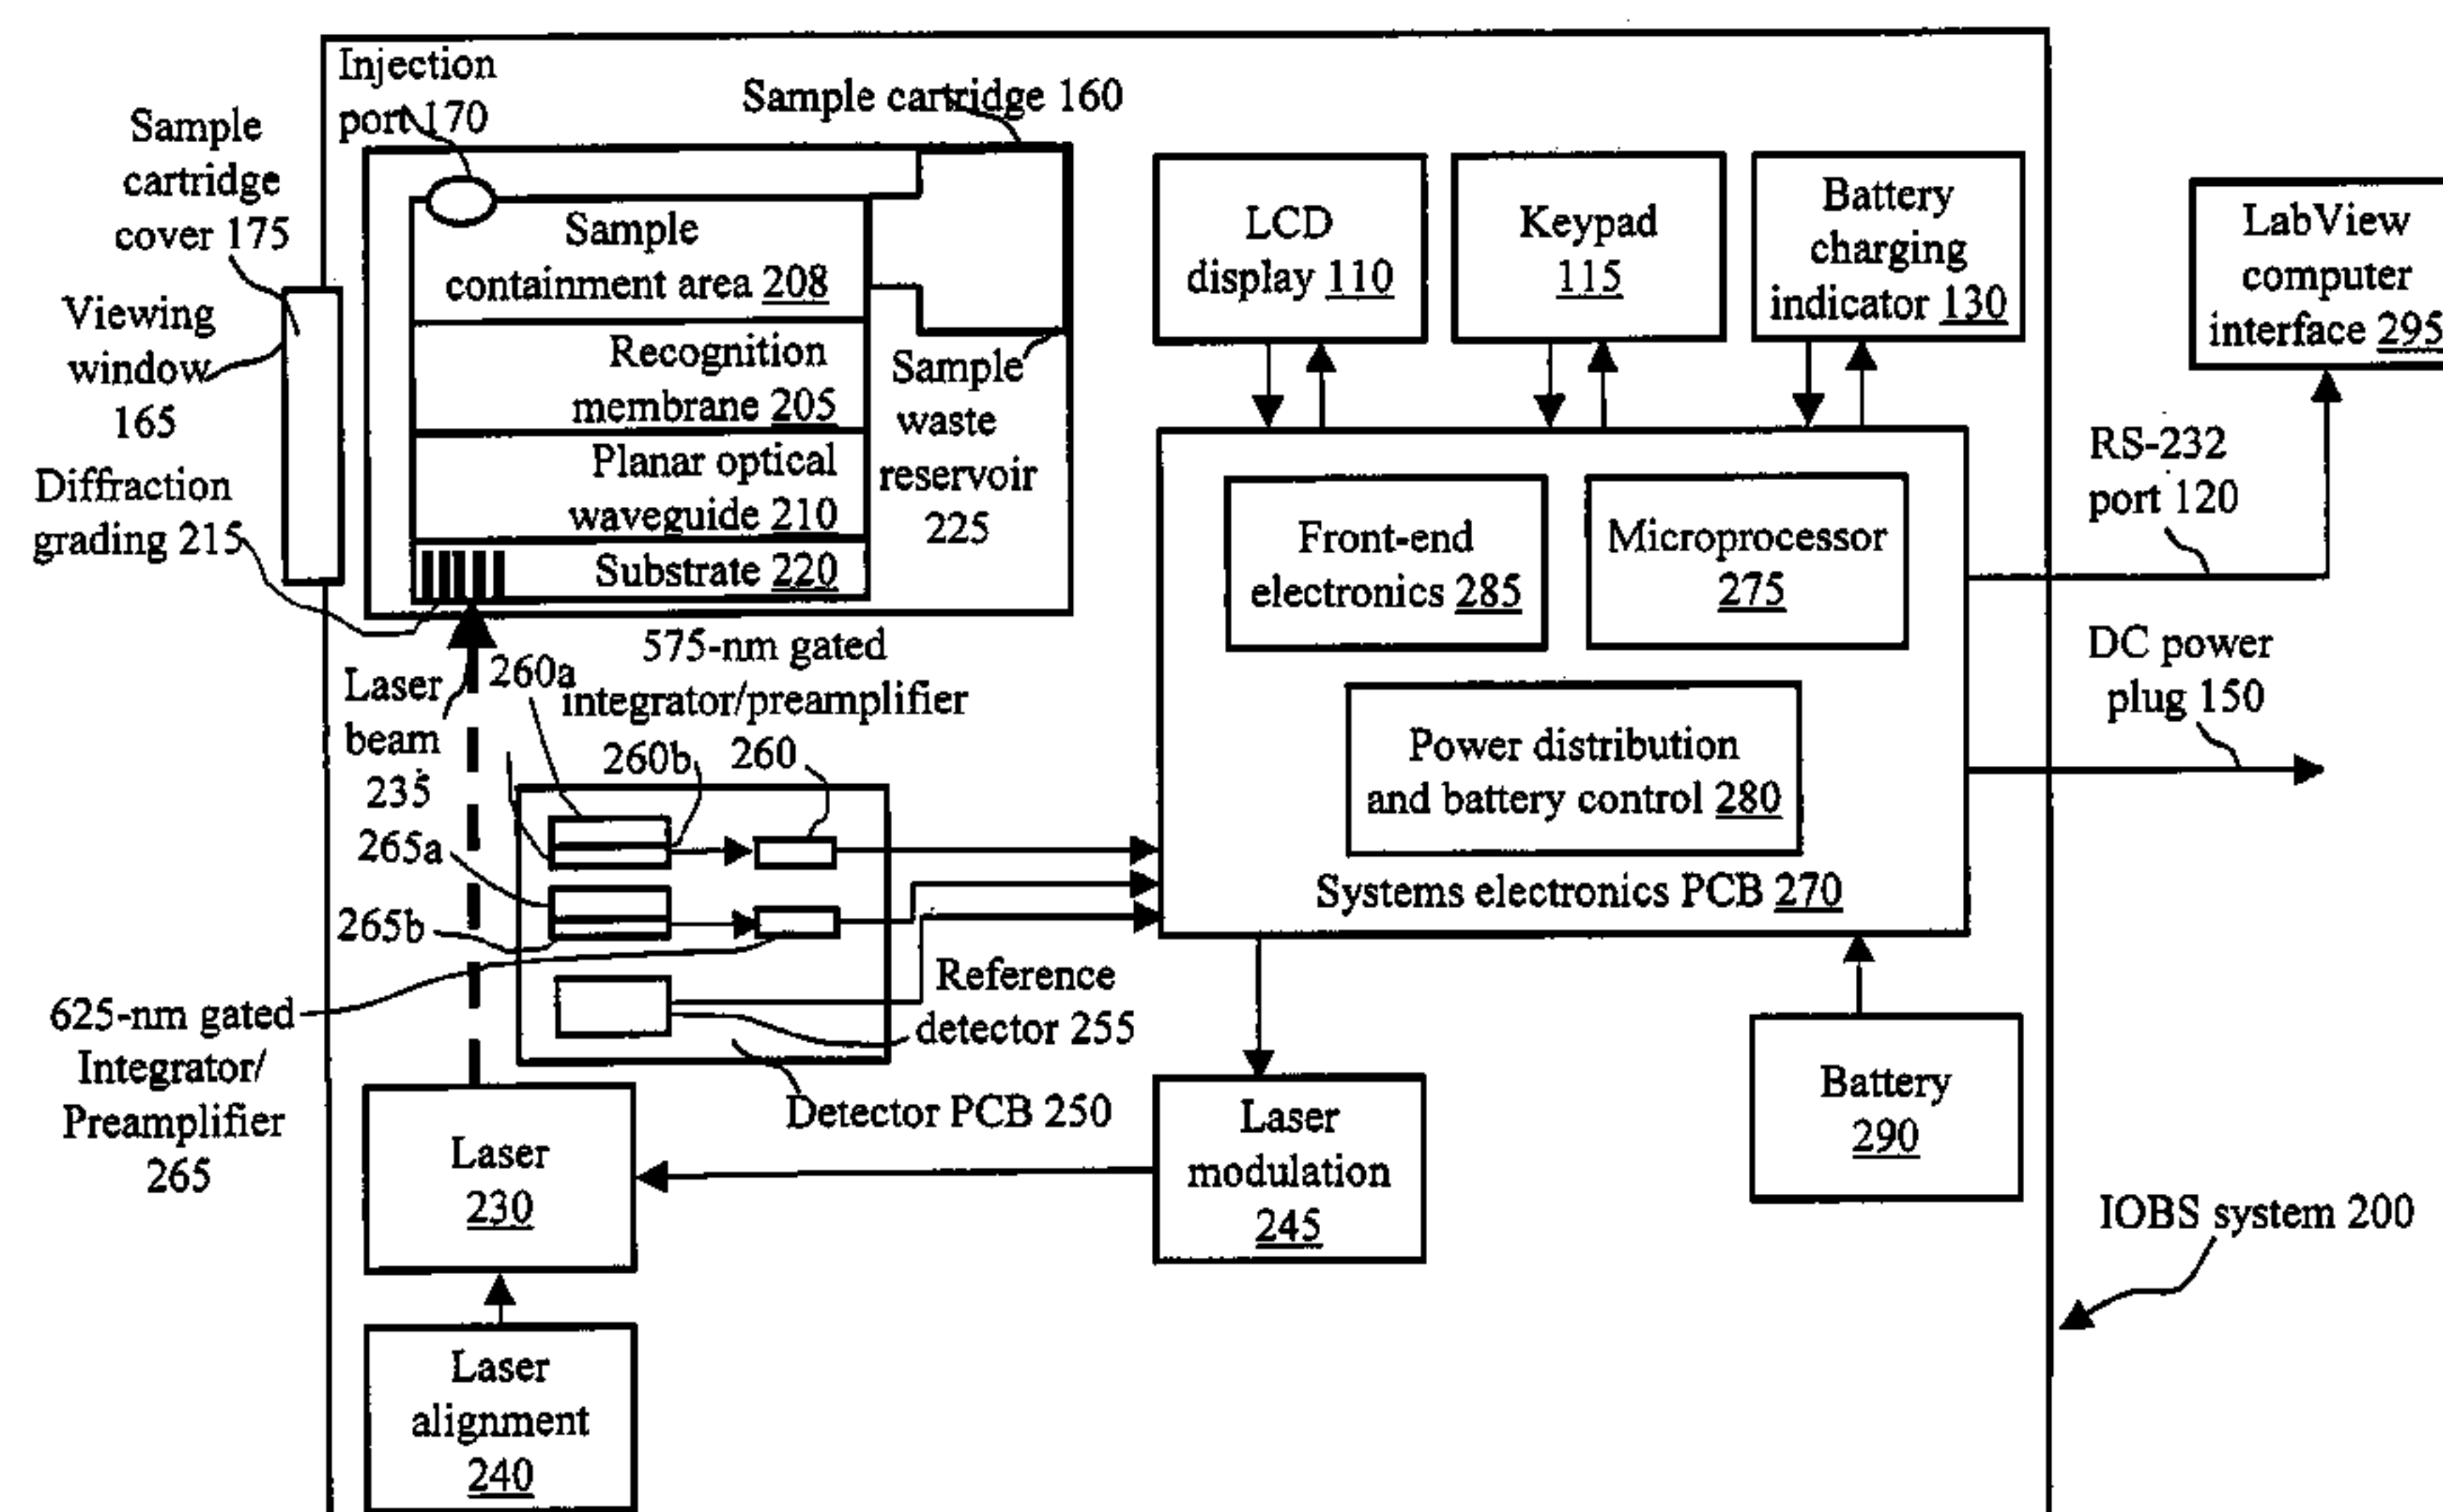 Injection
port 170
Sample cartridge 160
Sample
cartridge
cover 175
Viewing
window
165
Diffraction
grading 215
Sample
containment area 208
Recognition
membrane 205
Planar optical
waveguide 210
Substrate 220
Sample
waste
reservoir
225
LCD
display 110
Keypad
115
Battery
charging
indicator 130
LabView
computer
interface 295
RS-232
port 120
DC power
plug 150
Front-end
electronics 285
Microprocessor
275
Power distribution
and battery control 280
Systems electronics PCB 270
Laser
beam
235
260a
575-nm gated
integrator/preamplifier
260
260b
265a
265b
625-nm gated
Integrator/
Preamplifier
265
Reference
detector 255
Detector PCB 250
Laser
230
Laser
modulation
245
Battery
290
IOBS system 200
Laser
alignment
240